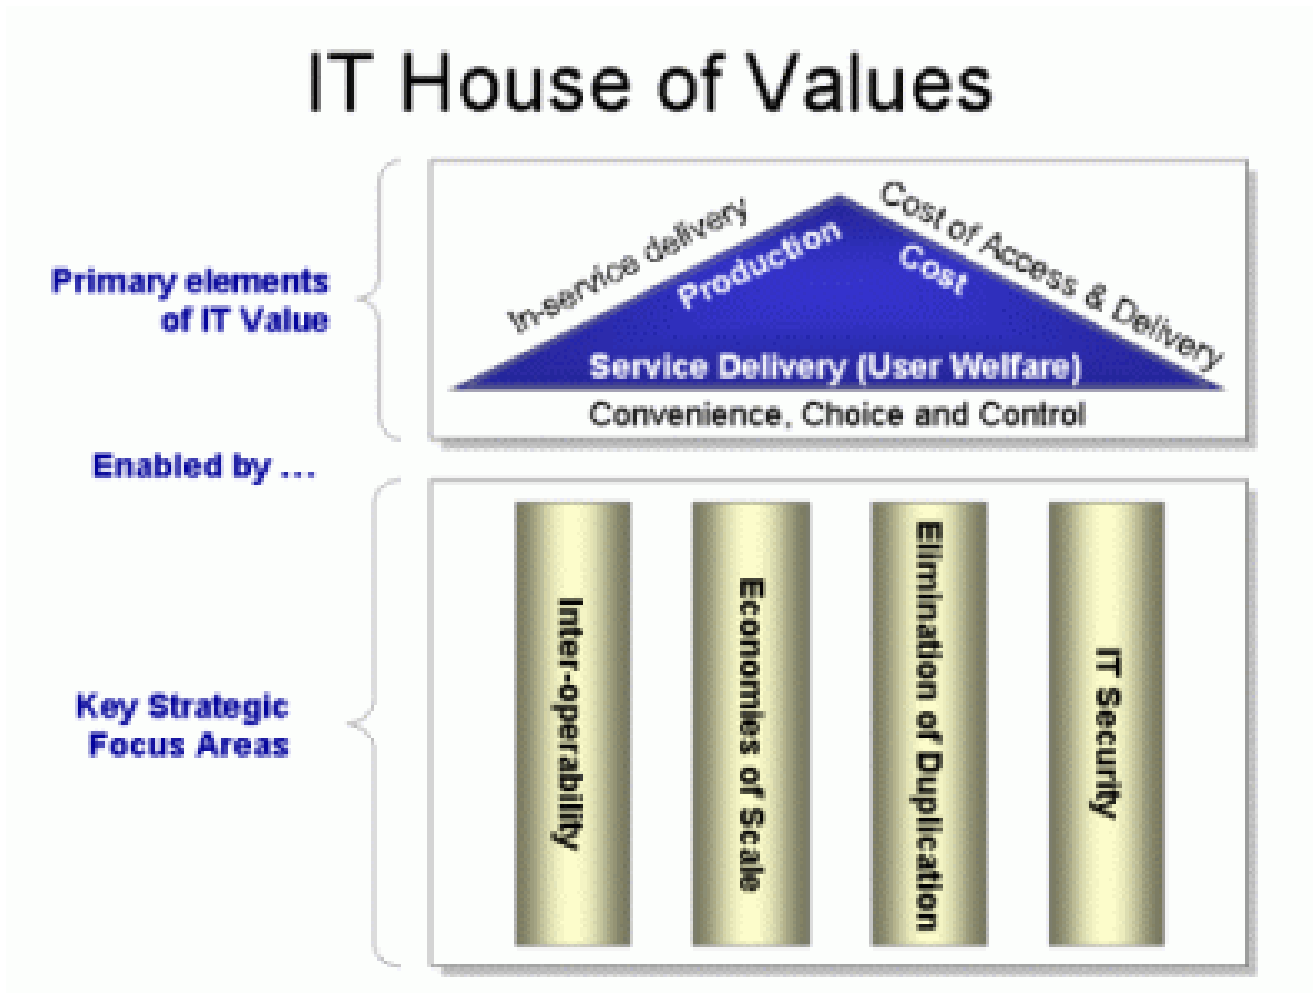 IT House of Values
Primary elements
of IT Value
In-service delivery
Production
Cost
Cost of Access & Delivery
Service Delivery (User Welfare)
Convenience, Choice and Control
Enabled by ...
Key Strategic
Focus Areas
Inter-operability
Economies of Scale
Elimination of Duplication
IT Security